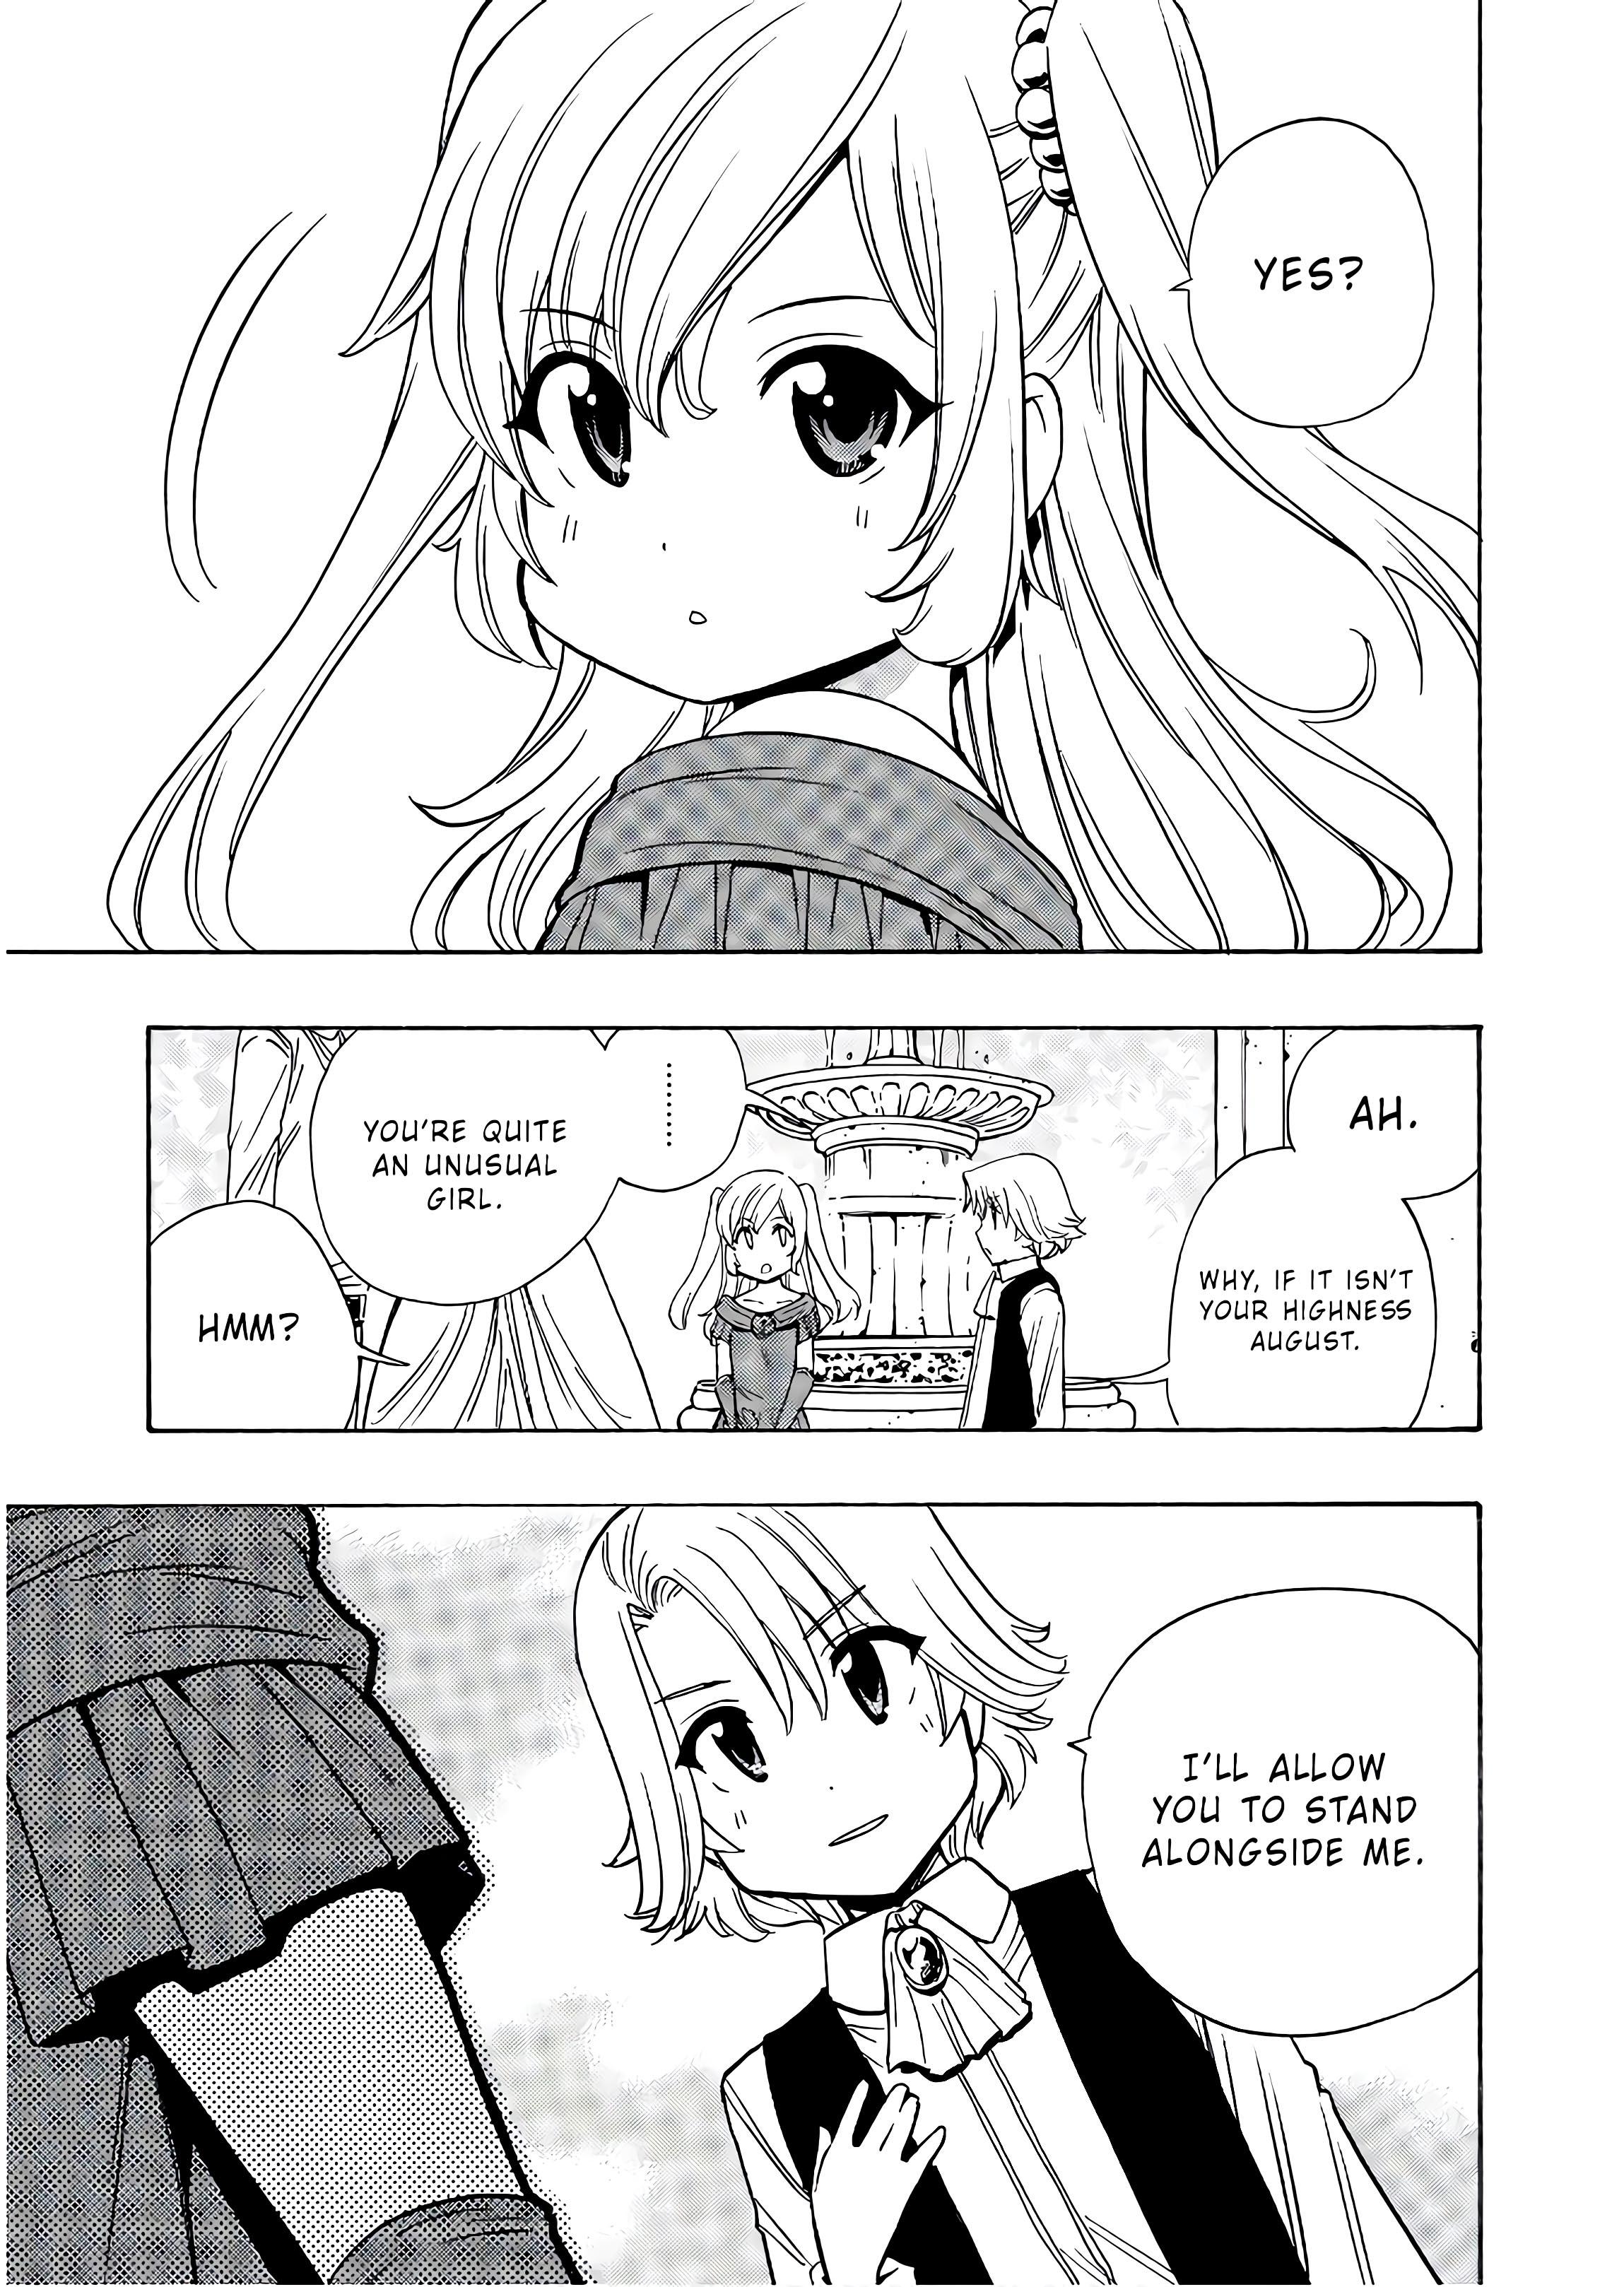 YES?
AH.
WHY, IF IT ISN'T
YOUR HIGHNESS
AUGUST.
........
YOU'RE QUITE
AN UNUSUAL
GIRL.
HMM?
I'LL ALLOW
YOU TO STAND
ALONGSIDE ME.